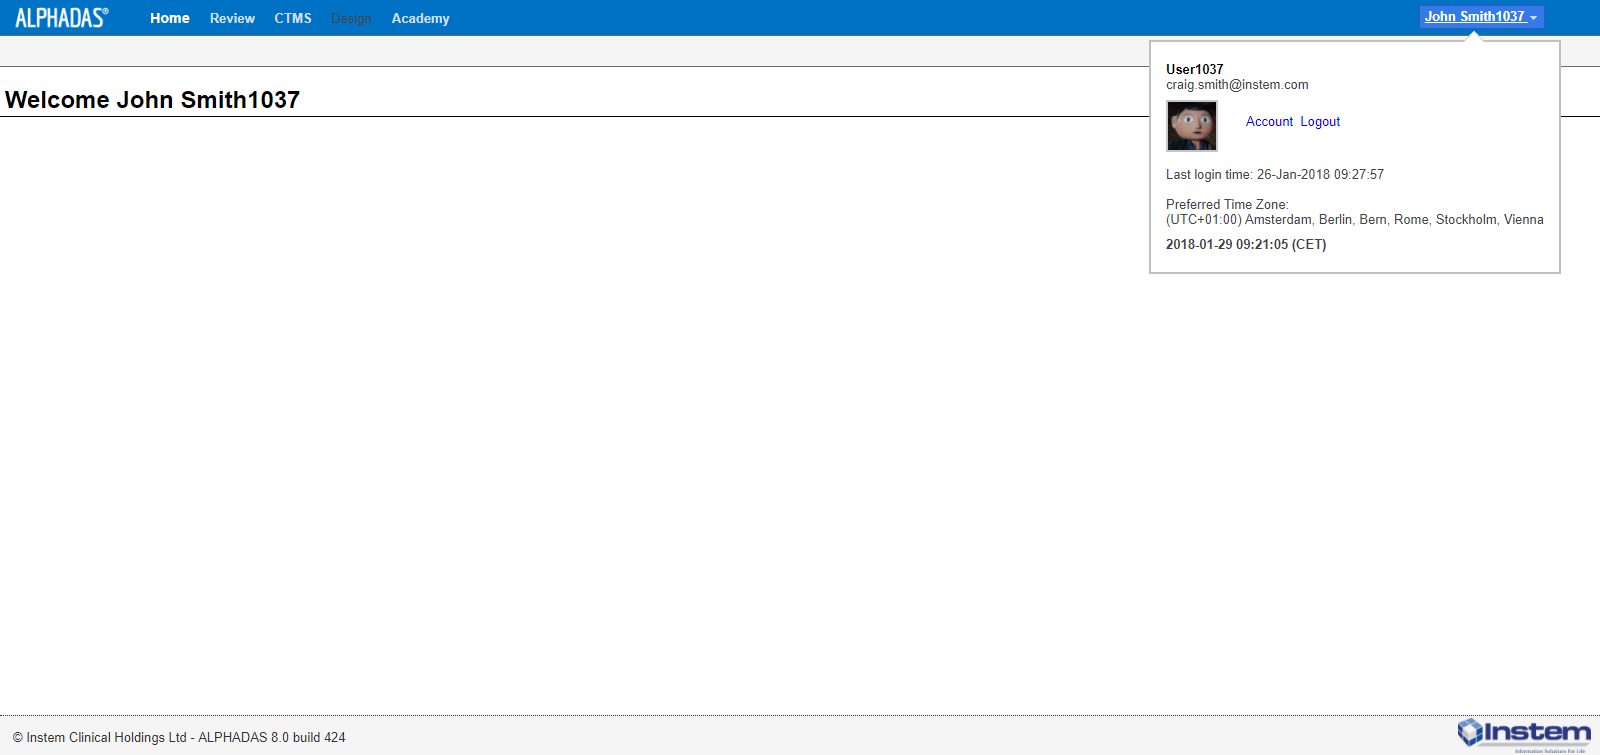 ALPHADAS® Home Review CTMS Design Academy John Smith1037
Welcome John Smith1037
User1037
craig.smith@instem.com
Account Logout
Last login time: 26-Jan-2018 09:27:57
Preferred Time Zone:
(UTC+01:00) Amsterdam, Berlin, Bern, Rome, Stockholm, Vienna
2018-01-29 09:21:05 (CET)
© Instem Clinical Holdings Ltd - ALPHADAS 8.0 build 424
Instem
Information Solutions For Life